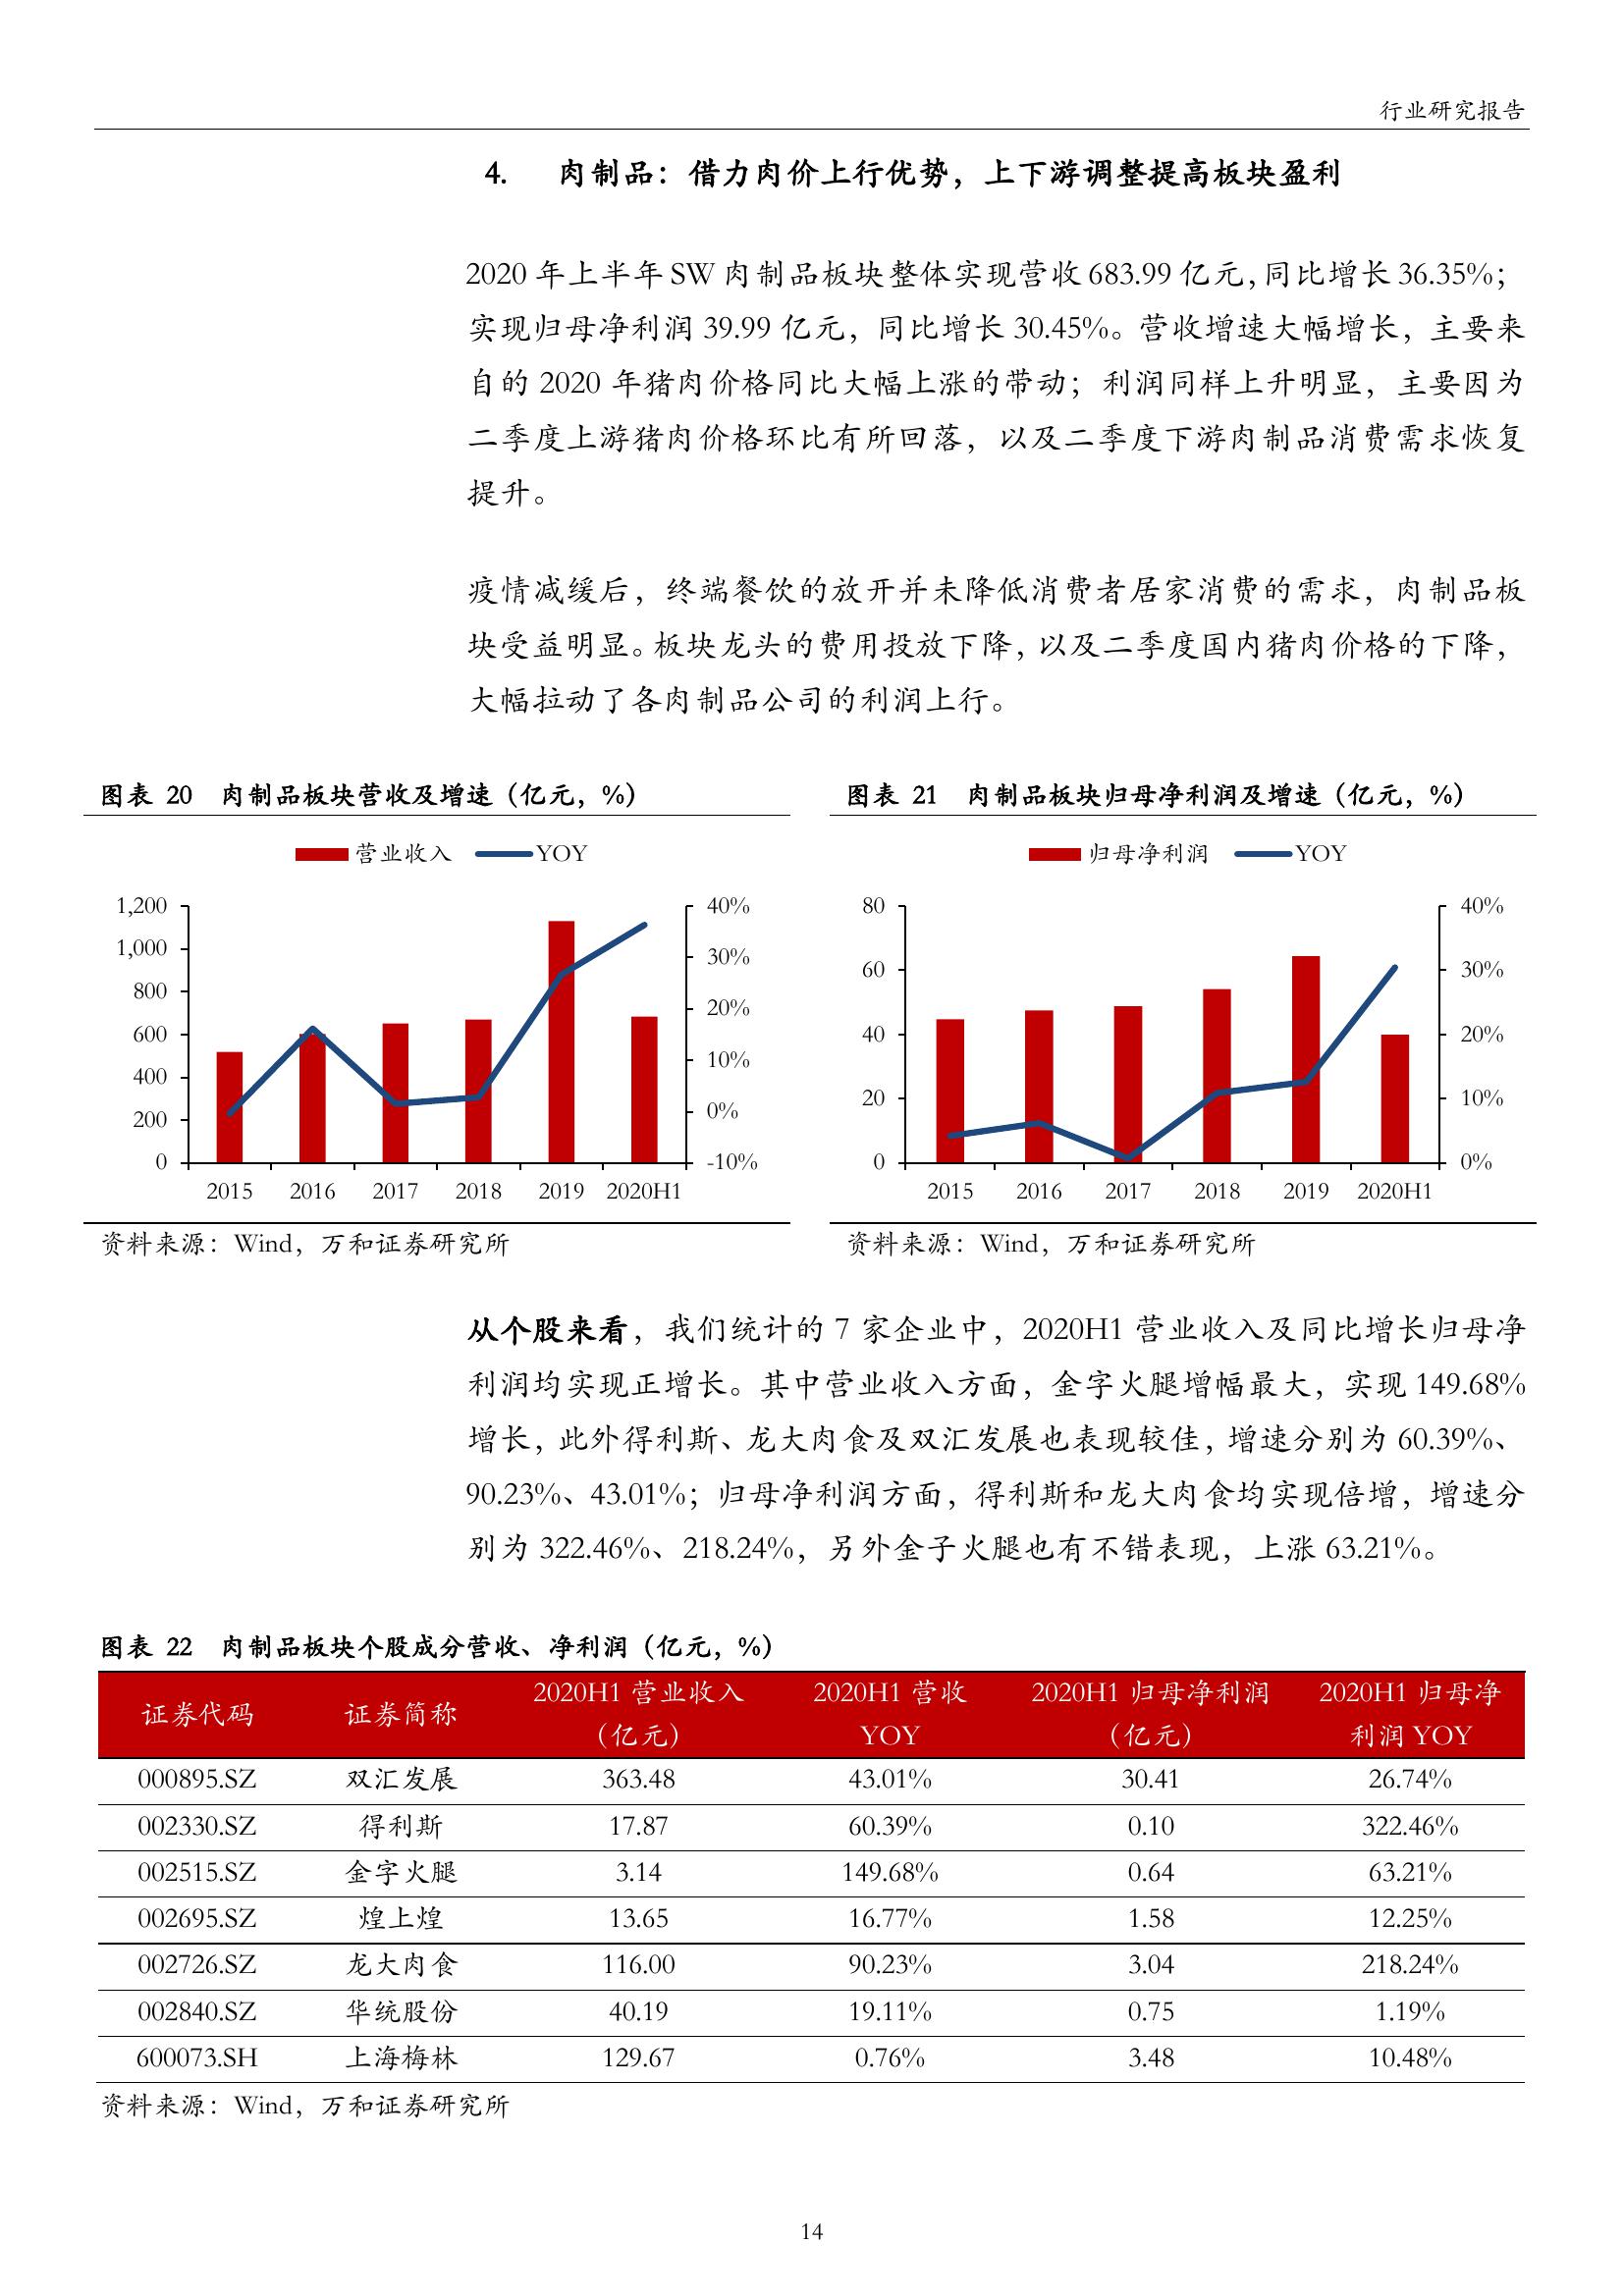 行业研究报告
4. 肉制品：借力肉价上行优势，上下游调整提高板块盈利
2020 年上半年 SW 肉制品板块整体实现营收 683.99 亿元，同比增长 36.35%；
实现归母净利润 39.99 亿元，同比增长 30.45%。营收增速大幅增长，主要来
自的 2020 年猪肉价格同比大幅上涨的带动；利润同样上升明显，主要因为
二季度上游猪肉价格环比有所回落，以及二季度下游肉制品消费需求恢复
提升。
疫情减缓后，终端餐饮的放开并未降低消费者居家消费的需求，肉制品板
块受益明显。板块龙头的费用投放下降，以及二季度国内猪肉价格的下降，
大幅拉动了各肉制品公司的利润上行。
图表 20 肉制品板块营收及增速（亿元，%）
营业收入 YOY
1,200 40%
1,000 30%
800 20%
600 10%
400 0%
200 -10%
0
2015 2016 2017 2018 2019 2020H1
资料来源：Wind，万和证券研究所
图表 21 肉制品板块归母净利润及增速（亿元，%）
归母净利润 YOY
80 40%
60 30%
40 20%
20 10%
0 0%
2015 2016 2017 2018 2019 2020H1
资料来源：Wind，万和证券研究所
从个股来看，我们统计的 7 家企业中，2020H1 营业收入及同比增长归母净
利润均实现正增长。其中营业收入方面，金字火腿增幅最大，实现 149.68%
增长，此外得利斯、龙大肉食及双汇发展也表现较佳，增速分别为 60.39%、
90.23%、43.01%；归母净利润方面，得利斯和龙大肉食均实现倍增，增速分
别为 322.46%、218.24%，另外金子火腿也有不错表现，上涨 63.21%。
图表 22 肉制品板块个股成分营收、净利润（亿元，%）
证券代码 证券简称 2020H1 营业收入（亿元） 2020H1 营收 YOY 2020H1 归母净利润（亿元） 2020H1 归母净利润 YOY
000895.SZ 双汇发展 363.48 43.01% 30.41 26.74%
002330.SZ 得利斯 17.87 60.39% 0.10 322.46%
002515.SZ 金字火腿 3.14 149.68% 0.64 63.21%
002695.SZ 煌上煌 13.65 16.77% 1.58 12.25%
002726.SZ 龙大肉食 116.00 90.23% 3.04 218.24%
002840.SZ 华统股份 40.19 19.11% 0.75 1.19%
600073.SH 上海梅林 129.67 0.76% 3.48 10.48%
资料来源：Wind，万和证券研究所
14